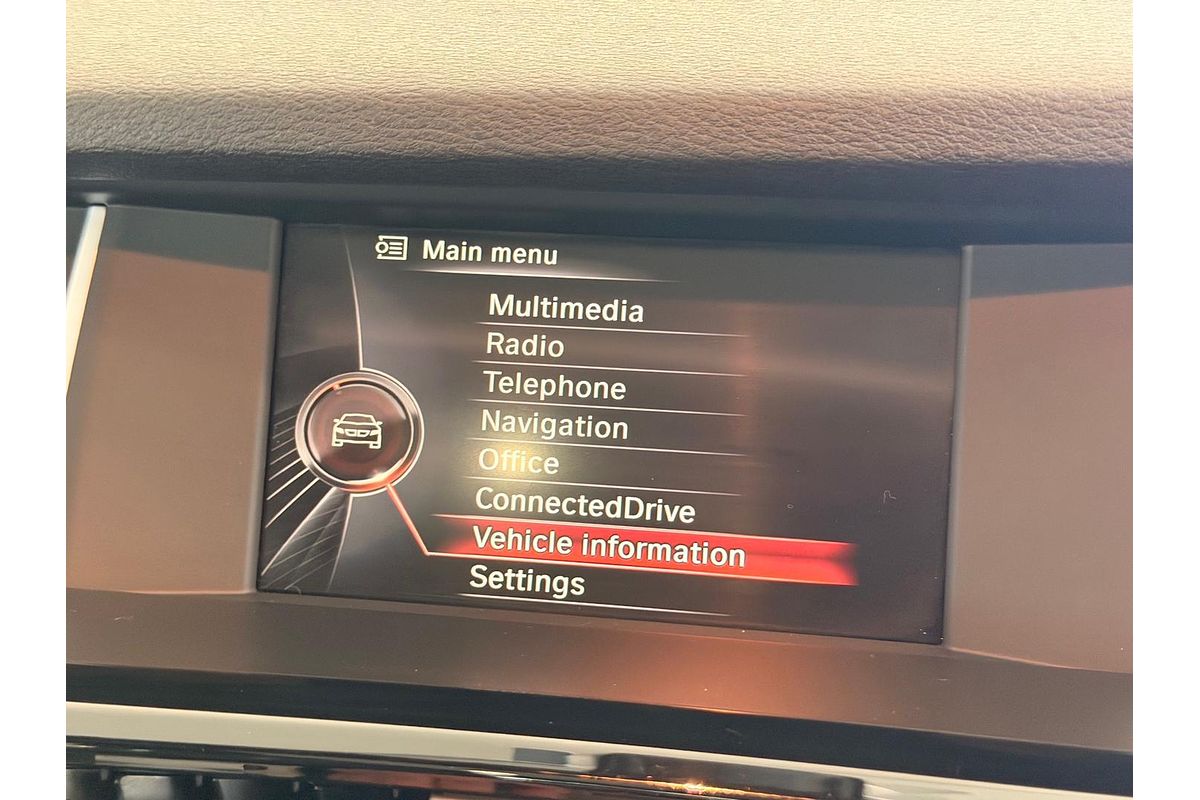 Main menu
Multimedia
Radio
Telephone
Navigation
Office
ConnectedDrive
Vehicle information
Settings